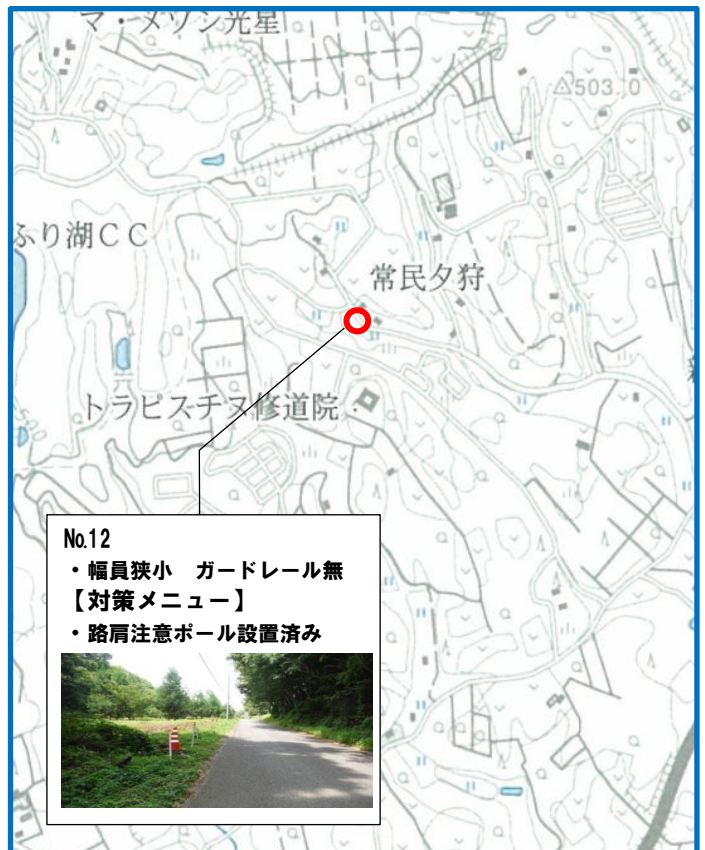 マ・メゾン光星
△503.0
ふり湖CC
常民夕狩
トラピスチヌ修道院
No.12
・幅員狭小　ガードレール無
【対策メニュー】
・路肩注意ポール設置済み